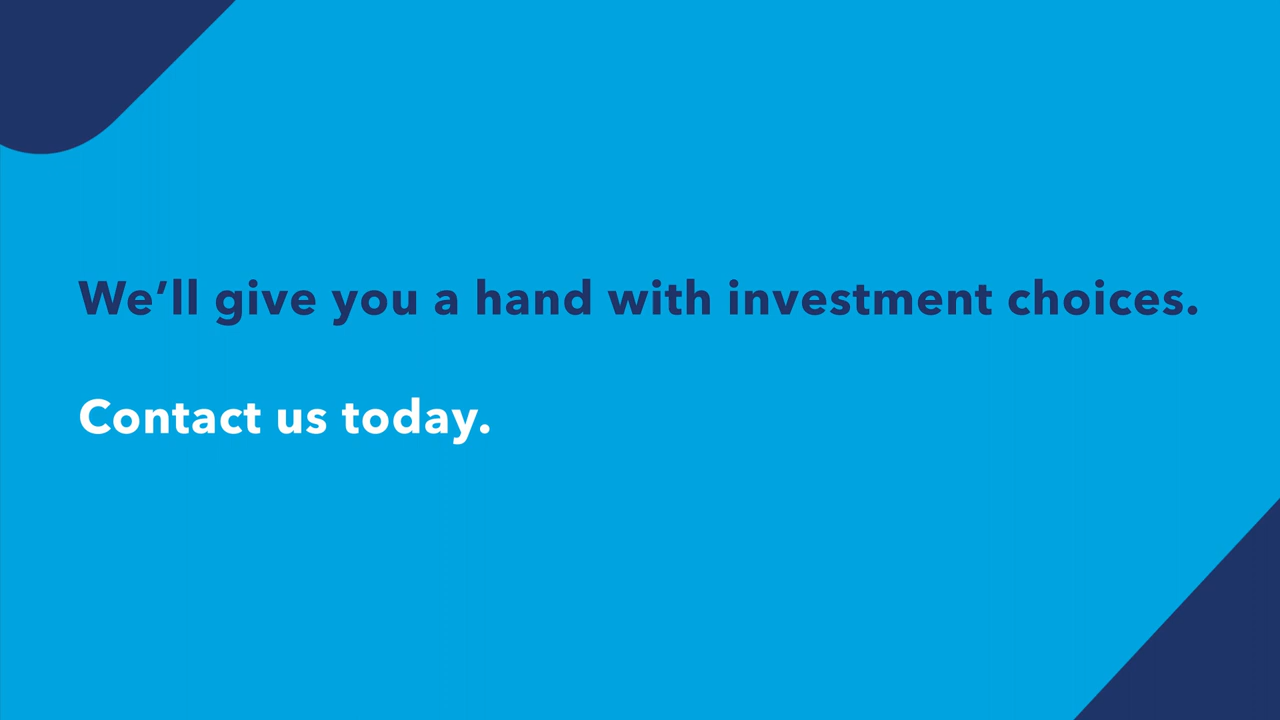 We’ll give you a hand with investment choices.
Contact us today.